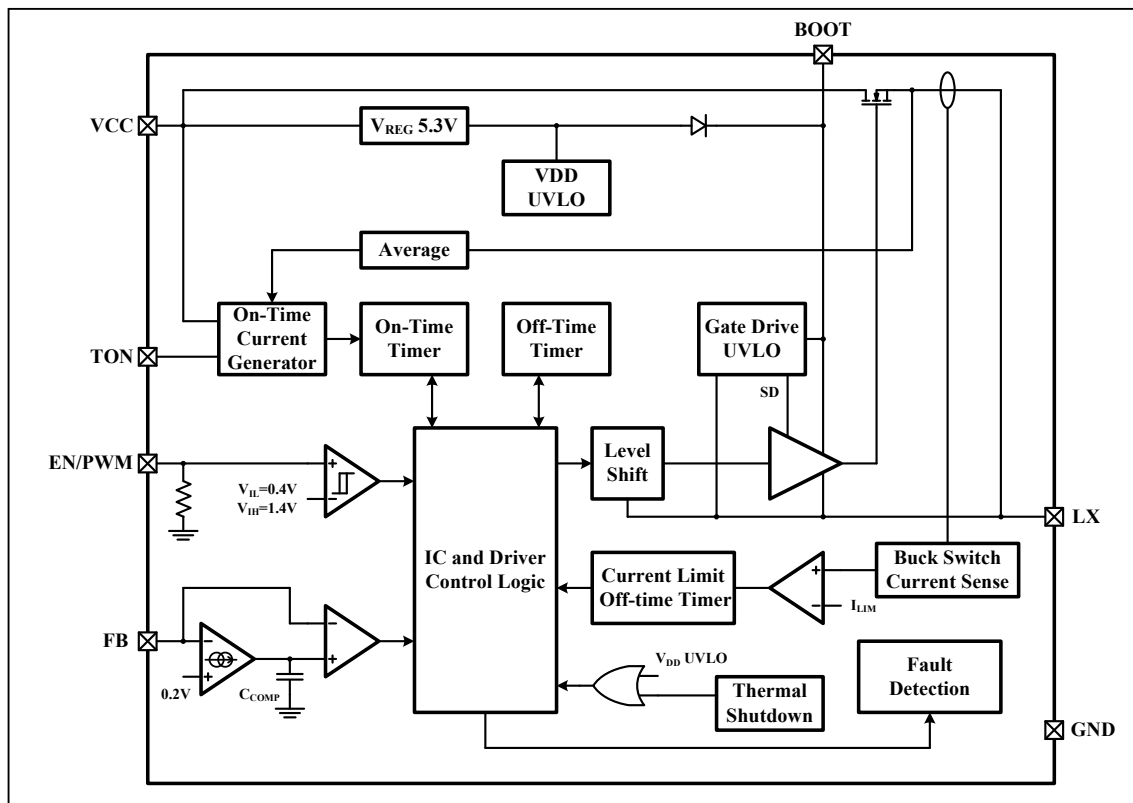 BOOT
VCC
VREG 5.3V
VDD
UVLO
Average
On-Time
Current
Generator
On-Time
Timer
Off-Time
Timer
Gate Drive
UVLO
TON
SD
EN/PWM
VIL=0.4V
VIH=1.4V
Level
Shift
LX
IC and Driver
Control Logic
Current Limit
Off-time Timer
ILIM
Buck Switch
Current Sense
FB
0.2V
CCOMP
VDD UVLO
Thermal
Shutdown
Fault
Detection
GND